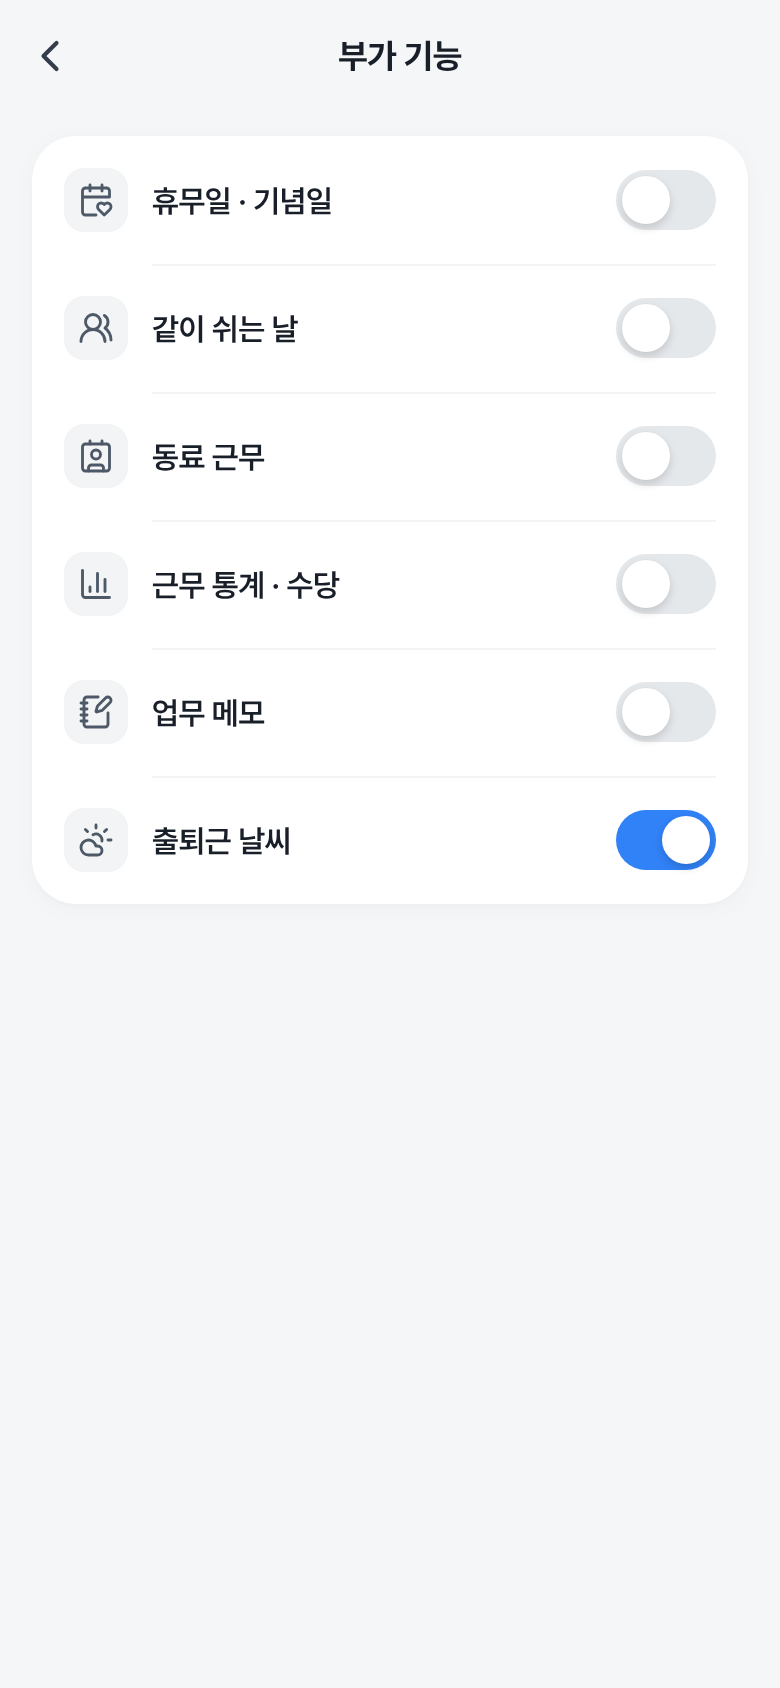 부가 기능
휴무일 · 기념일
같이 쉬는 날
동료 근무
근무 통계 · 수당
업무 메모
출퇴근 날씨